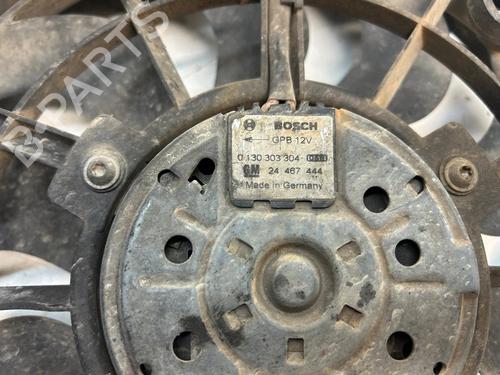 BOSCH
GPB 12V
0 130 303 304
GM 24 467 444
Made in Germany
B-PARTS